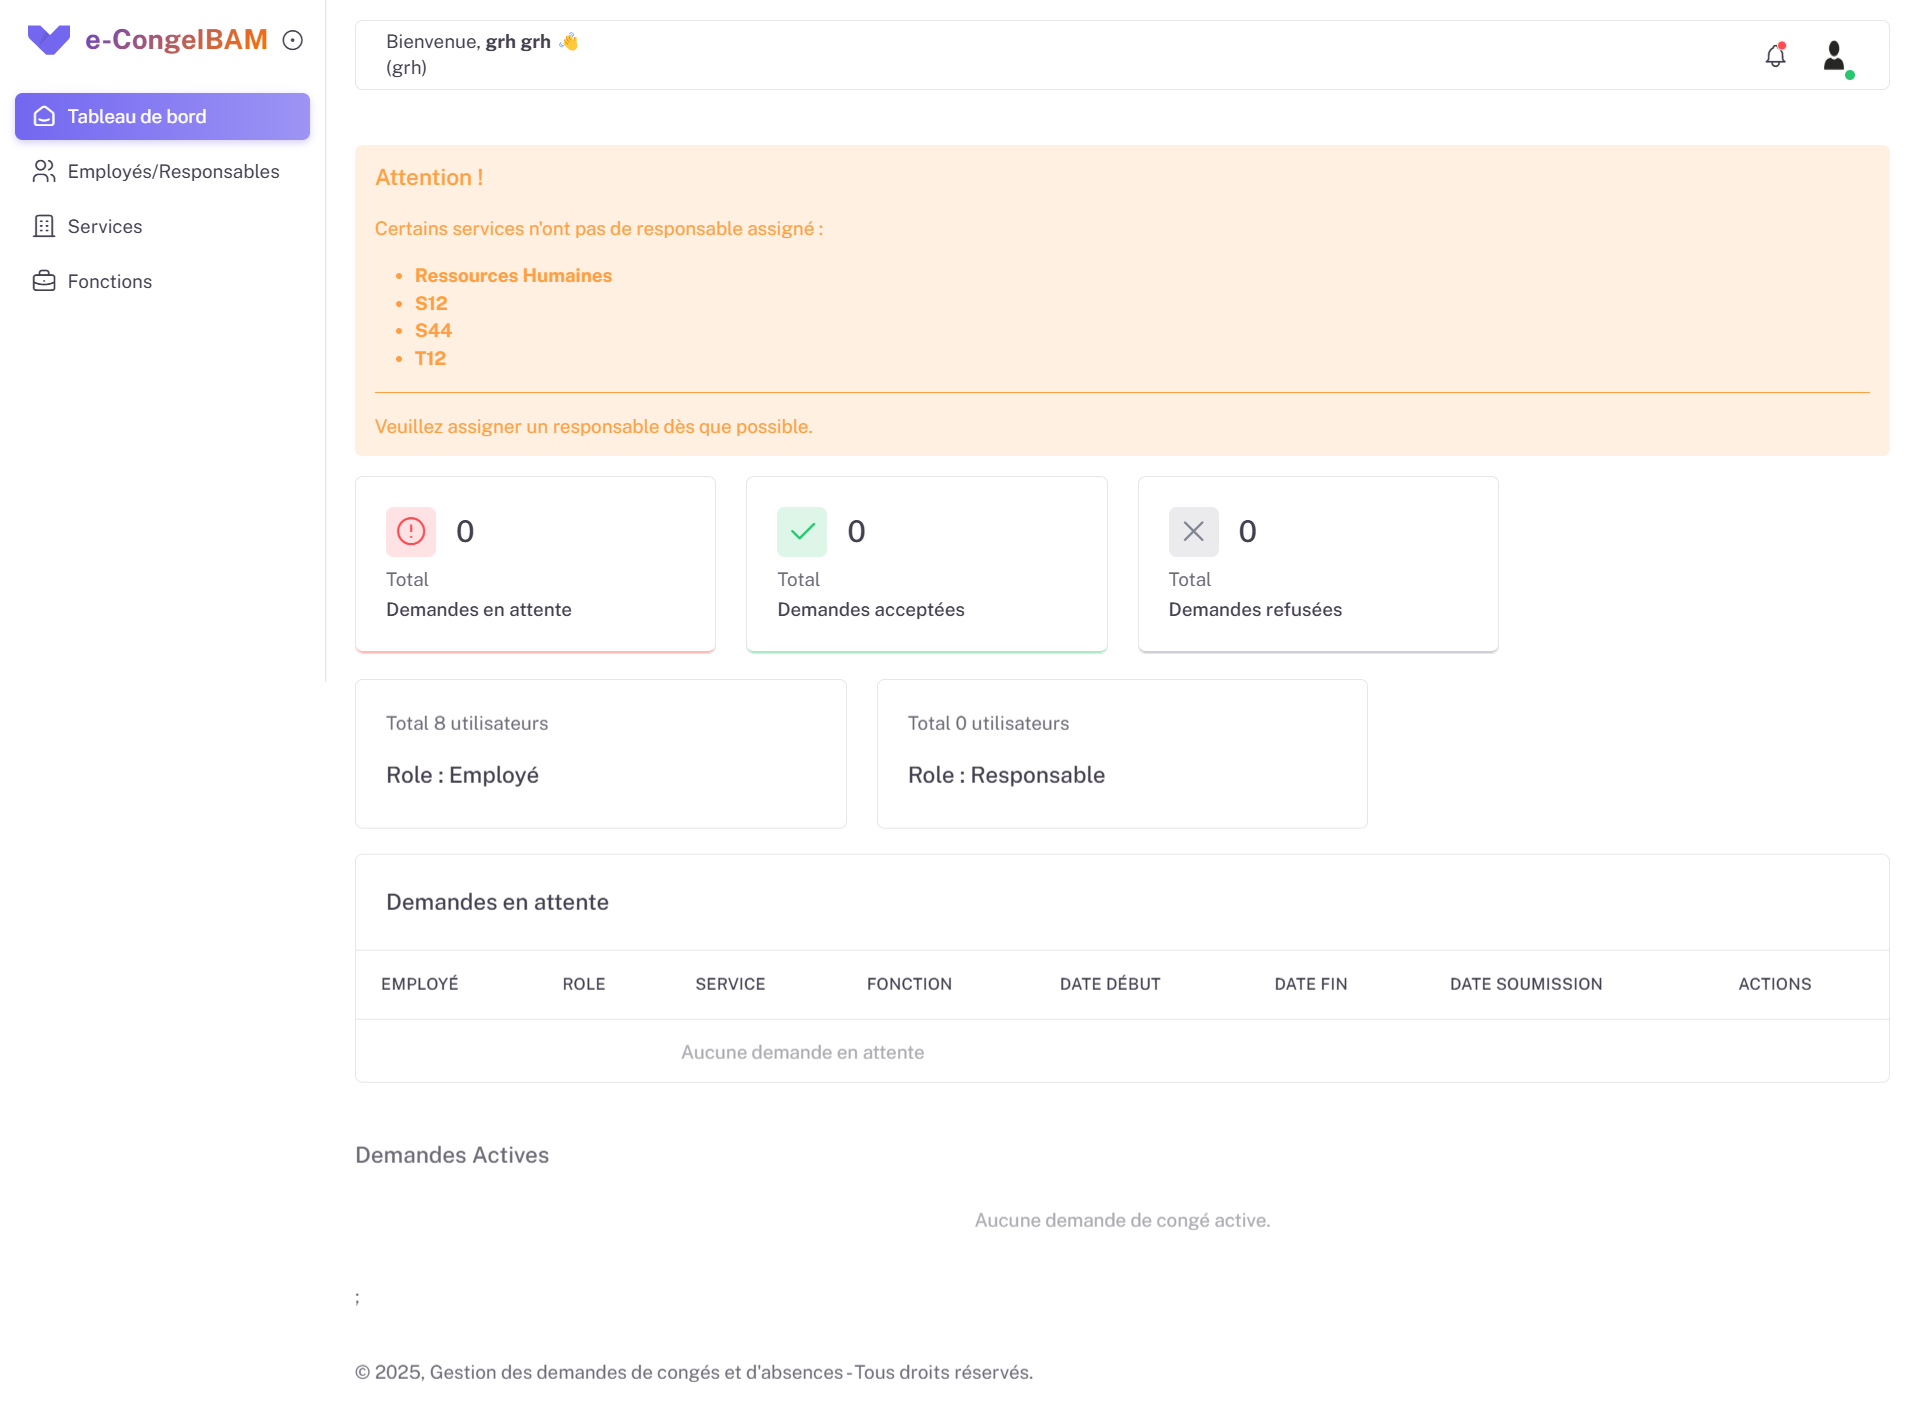 e-CongeIBAM
Tableau de bord
Employés/Responsables
Services
Fonctions
Bienvenue, grh grh 👋
(grh)
Attention !
Certains services n'ont pas de responsable assigné :
Ressources Humaines
S12
S44
T12
Veuillez assigner un responsable dès que possible.
0
Total
Demandes en attente
0
Total
Demandes acceptées
0
Total
Demandes refusées
Total 8 utilisateurs
Role : Employé
Total 0 utilisateurs
Role : Responsable
Demandes en attente
EMPLOYÉ ROLE SERVICE FONCTION DATE DÉBUT DATE FIN DATE SOUMISSION ACTIONS
Aucune demande en attente
Demandes Actives
Aucune demande de congé active.
;
© 2025, Gestion des demandes de congés et d'absences - Tous droits réservés.